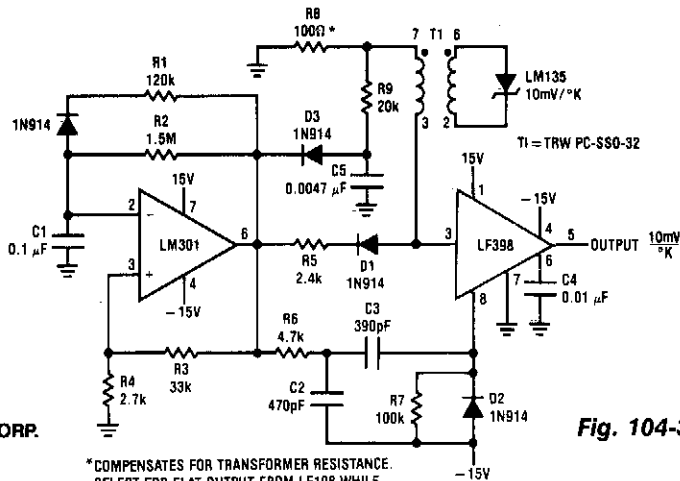 R8
100Ω *
7 T1 6
R1
120k
LM135
10mV/°K
R9
20k
1N914
R2
1.5M
D3
1N914
3
2
TI = TRW PC-SSO-32
C5
0.0047 µF
15V
15V
1
-15V
C1
0.1 µF
2
-
7
LM301
6
4
3
+
-15V
R5
2.4k
D1
1N914
3
LF398
4
5
OUTPUT 10mV
°K
6
7
8
C4
0.01 µF
R6
4.7k
C3
390pF
R3
33k
R4
2.7k
C2
470pF
R7
100k
D2
1N914
-15V
ORP.
Fig. 104-3
*COMPENSATES FOR TRANSFORMER RESISTANCE.